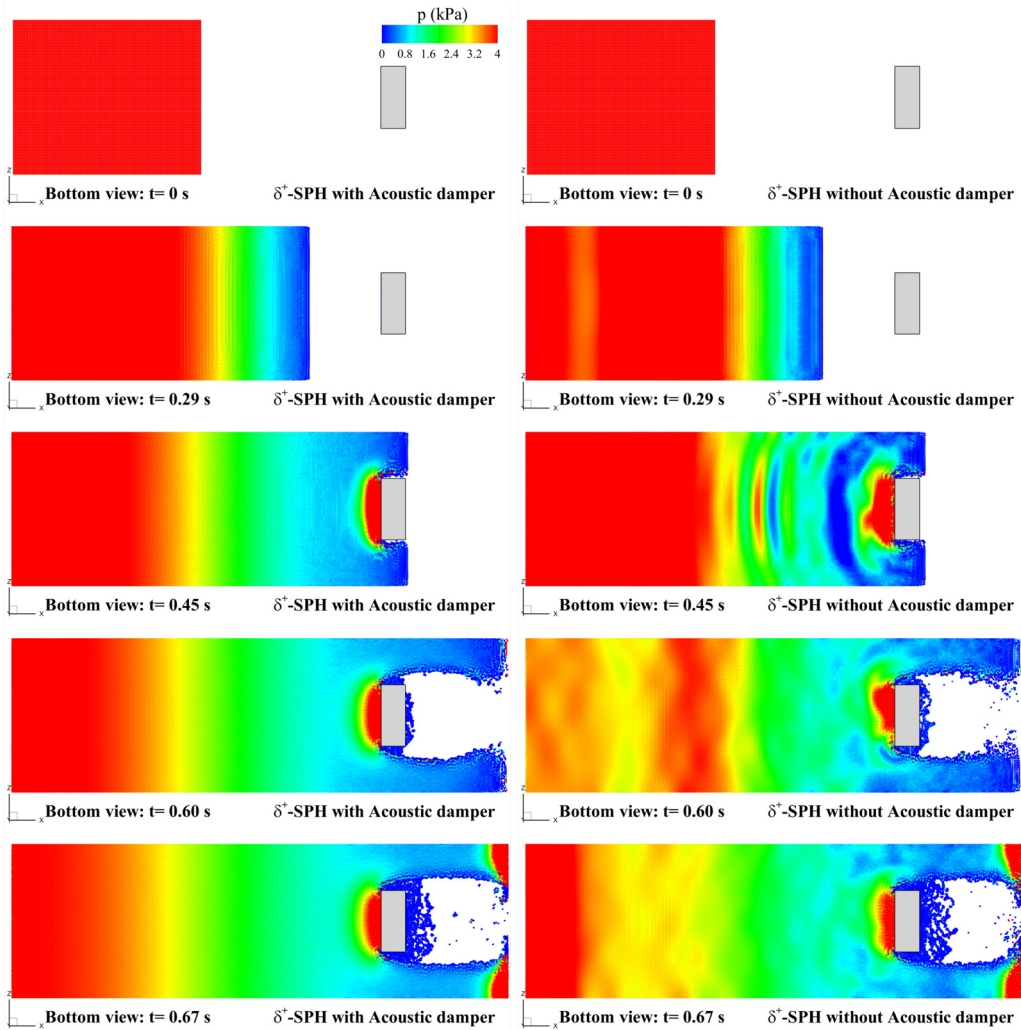 p (kPa)
0 0.8 1.6 2.4 3.2 4
z
x
Bottom view: t= 0 s δ⁺-SPH with Acoustic damper
z
x
Bottom view: t= 0 s δ⁺-SPH without Acoustic damper
z
x
Bottom view: t= 0.29 s δ⁺-SPH with Acoustic damper
z
x
Bottom view: t= 0.29 s δ⁺-SPH without Acoustic damper
z
x
Bottom view: t= 0.45 s δ⁺-SPH with Acoustic damper
z
x
Bottom view: t= 0.45 s δ⁺-SPH without Acoustic damper
z
x
Bottom view: t= 0.60 s δ⁺-SPH with Acoustic damper
z
x
Bottom view: t= 0.60 s δ⁺-SPH without Acoustic damper
z
x
Bottom view: t= 0.67 s δ⁺-SPH with Acoustic damper
z
x
Bottom view: t= 0.67 s δ⁺-SPH without Acoustic damper